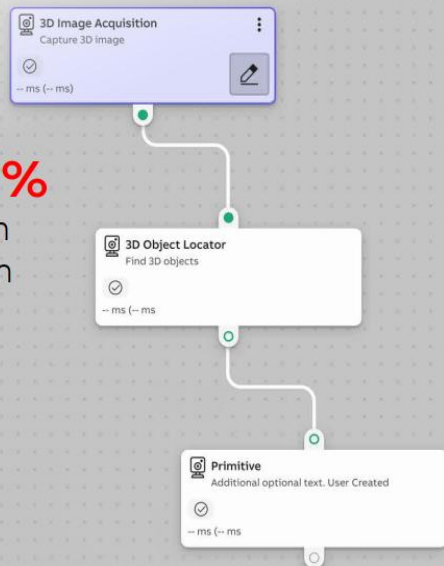 3D Image Acquisition
Capture 3D image
-- ms (-- ms)
%
3D Object Locator
Find 3D objects
-- ms (-- ms
Primitive
Additional optional text. User Created
-- ms (-- ms